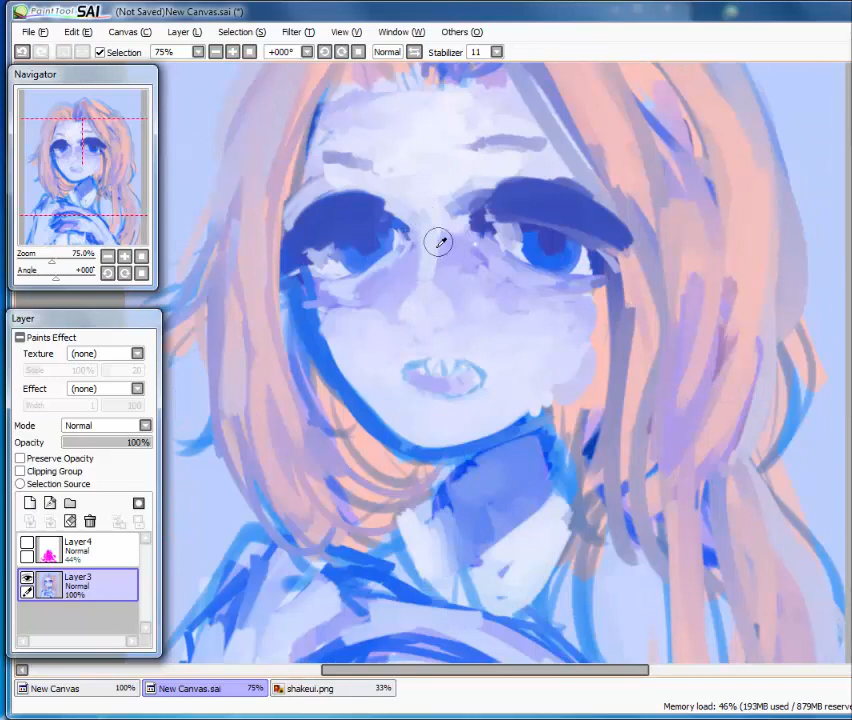 PaintTool SAI (Not Saved)New Canvas.sai (*)
File (F) Edit (E) Canvas (C) Layer (L) Selection (S) Filter (T) View (V) Window (W) Others (O)
Selection 75% +000° Normal Stabilizer 11
Navigator
Zoom 75.0%
Angle +000°
Layer
Paints Effect
Texture (none)
Scale 100% 20
Effect (none)
Width 1 100
Mode Normal
Opacity 100%
Preserve Opacity
Clipping Group
Selection Source
Layer4
Normal
44%
Layer3
Normal
100%
New Canvas 100% New Canvas.sai 75% shakeui.png 33%
Memory load: 46% (193MB used / 879MB reserve